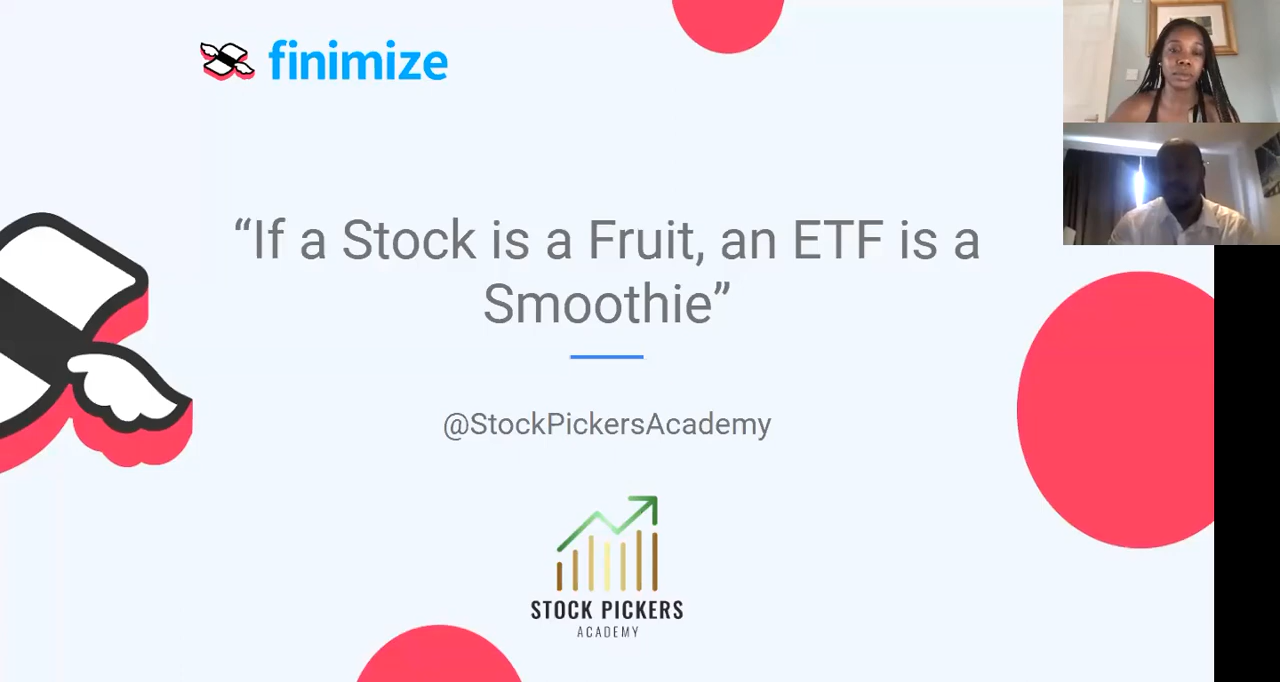 finimize
“If a Stock is a Fruit, an ETF is a
Smoothie”
@StockPickersAcademy
STOCK PICKERS
ACADEMY